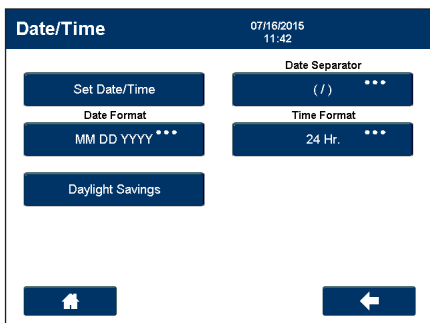 Date/Time
07/16/2015
11:42
Date Separator
Set Date/Time
( / )
Date Format
Time Format
MM DD YYYY
24 Hr.
Daylight Savings